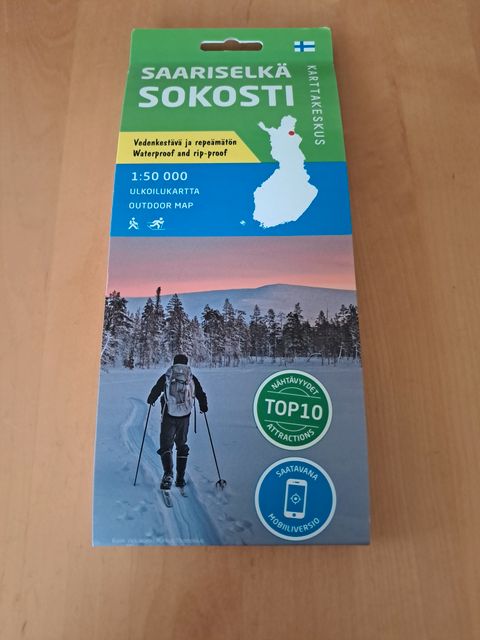 SAARISELKÄ
SOKOSTI
KARTTAKESKUS
Vedenkestävä ja repeämätön
Waterproof and rip-proof
1:50 000
ULKOILUKARTTA
OUTDOOR MAP
NÄHTÄVYYDET
TOP10
ATTRACTIONS
SAATAVANA
MOBIILIVERSIO